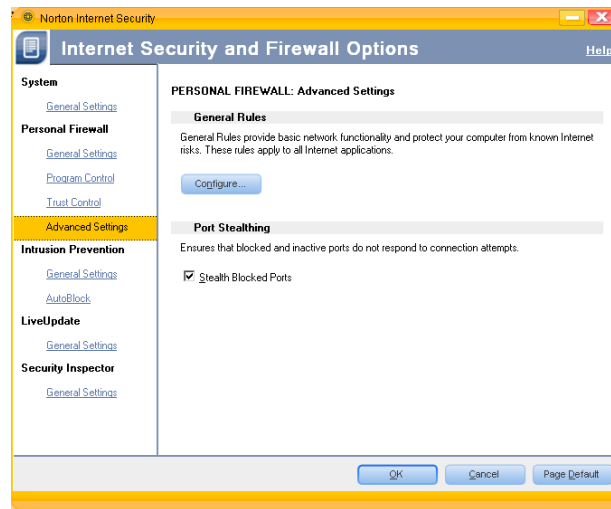 Norton Internet Security
Internet Security and Firewall Options
Help
System
General Settings
Personal Firewall
General Settings
Program Control
Trust Control
Advanced Settings
Intrusion Prevention
General Settings
AutoBlock
LiveUpdate
General Settings
Security Inspector
General Settings
PERSONAL FIREWALL: Advanced Settings
General Rules
General Rules provide basic network functionality and protect your computer from known Internet
risks. These rules apply to all Internet applications.
Configure...
Port Stealthing
Ensures that blocked and inactive ports do not respond to connection attempts.
Stealth Blocked Ports
OK
Cancel
Page Default